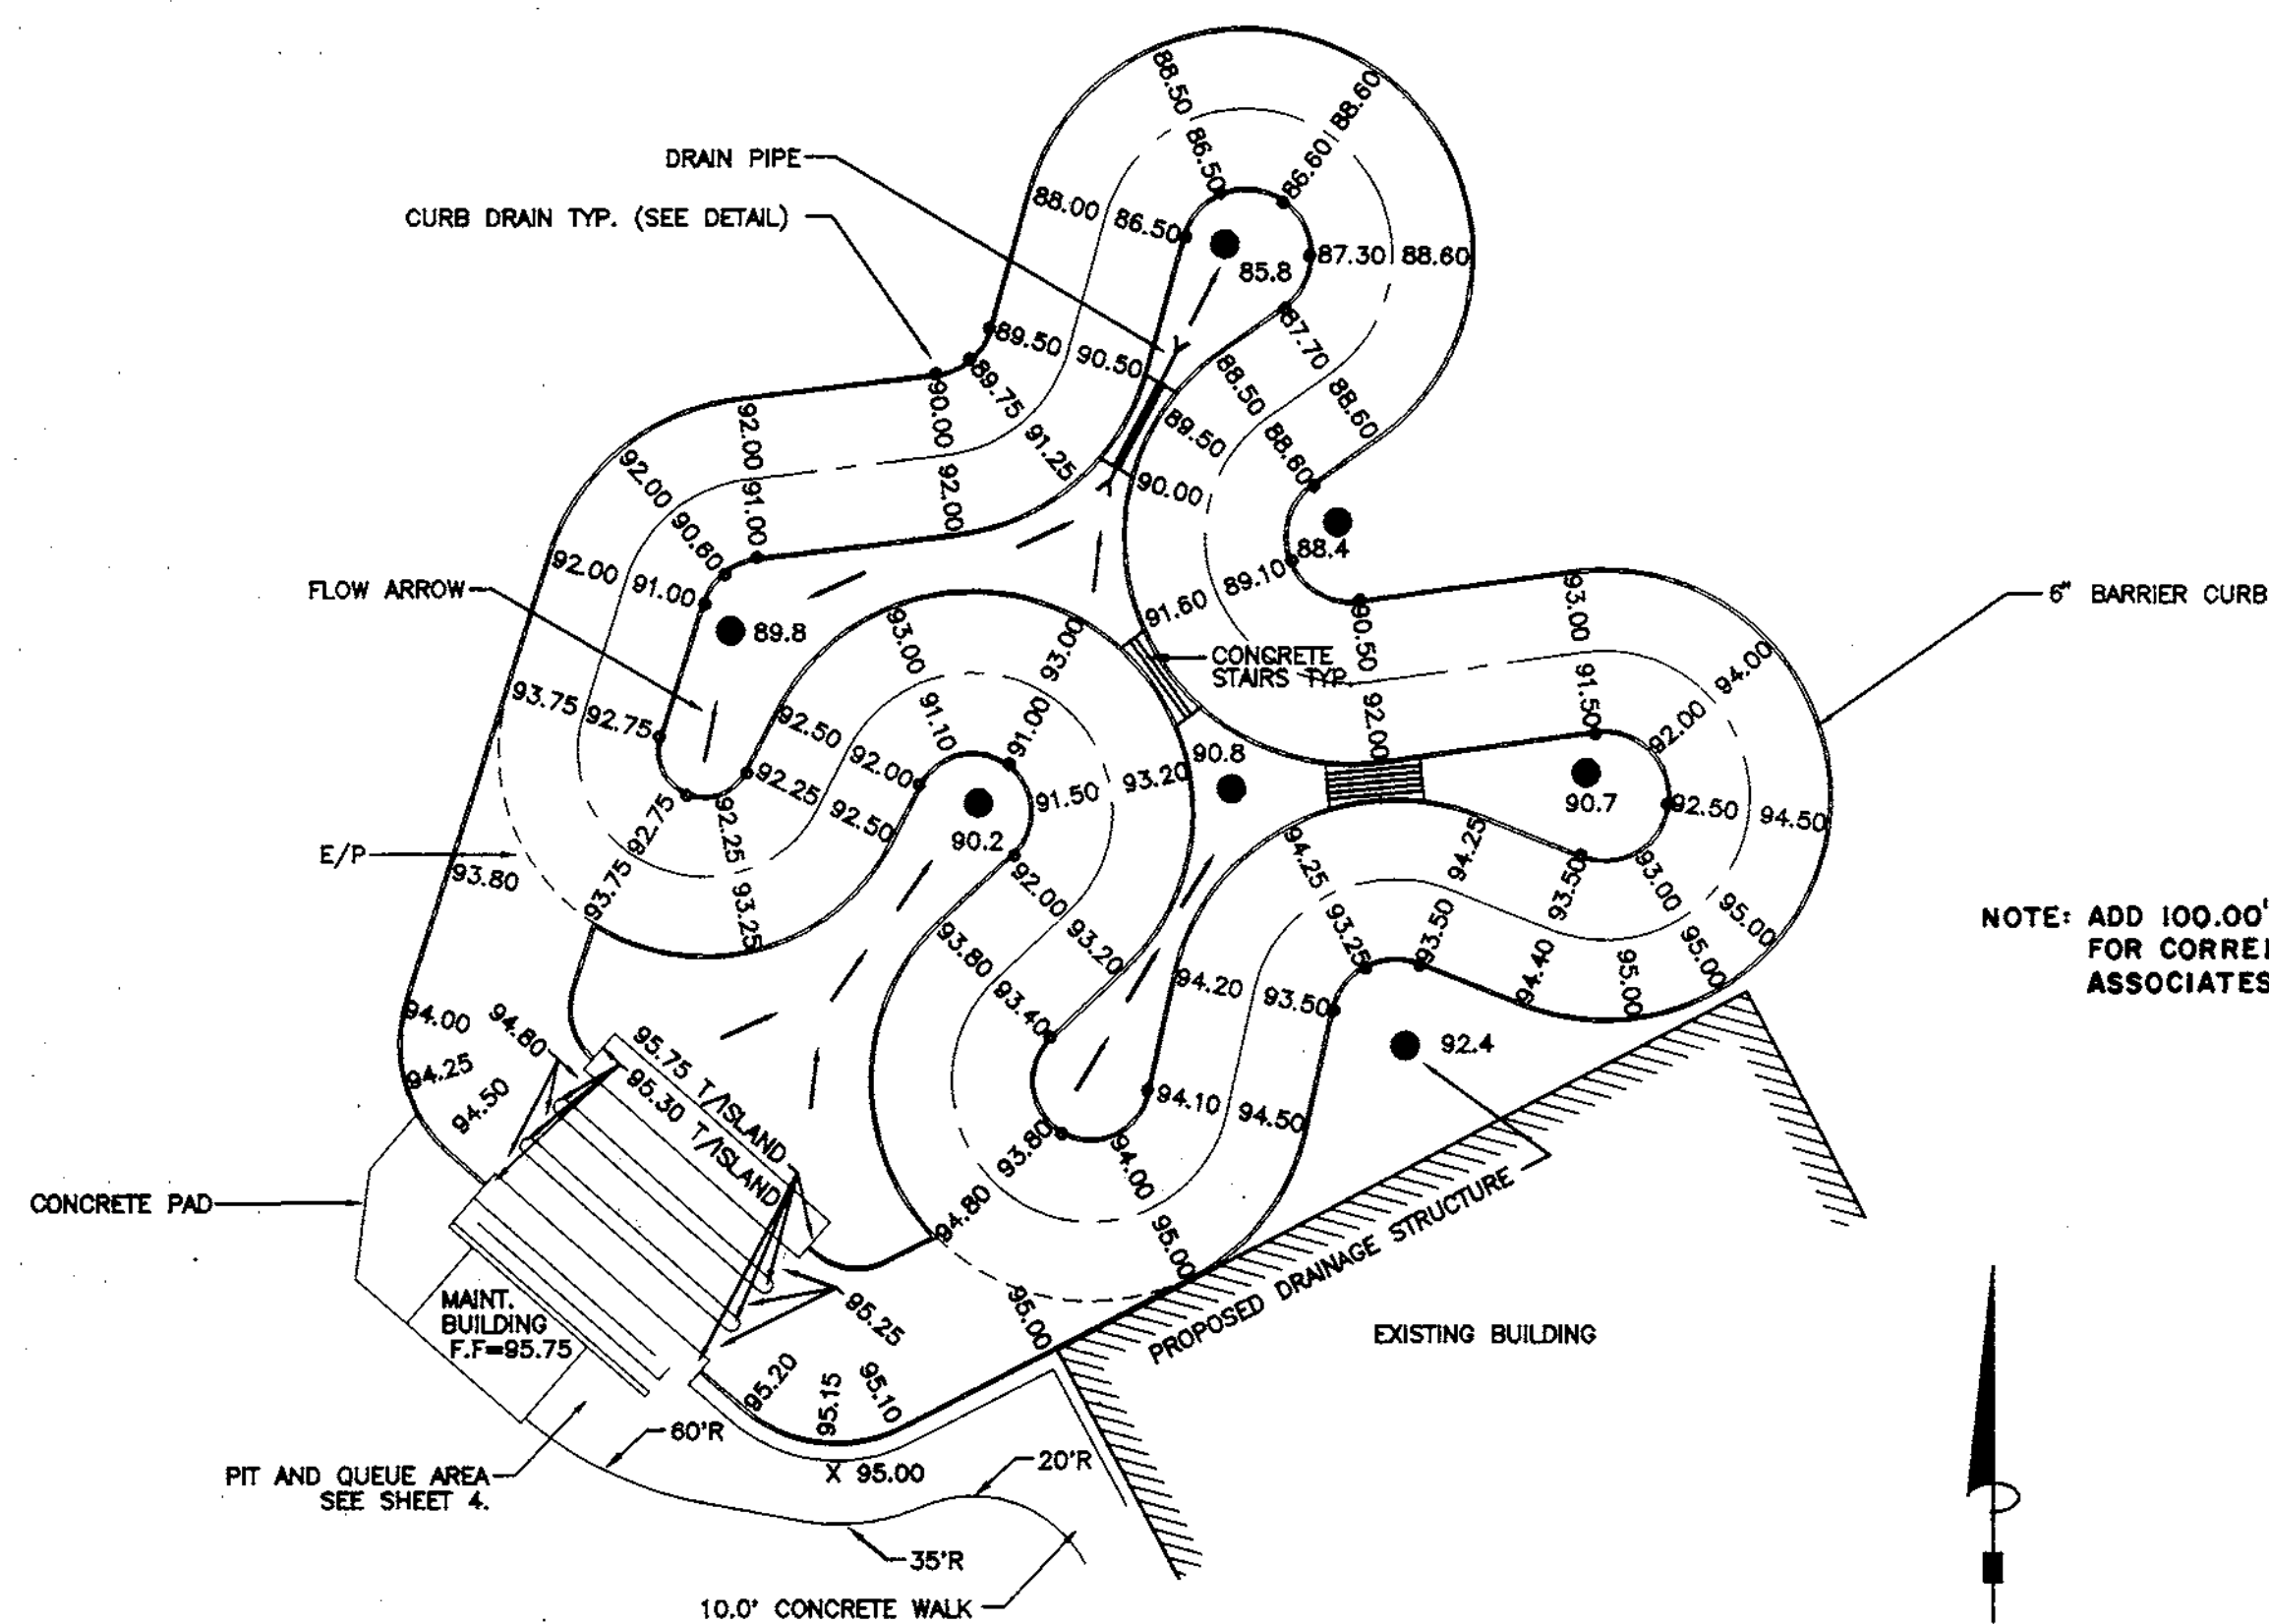 88.50
88.60
DRAIN PIPE
86.50
86.60
CURB DRAIN TYP. (SEE DETAIL)
88.00 86.50
87.30 88.60
85.8
89.50 90.50
87.70 88.60
89.75 91.25
90.00 92.00
88.50 88.60
89.50
90.00
92.00 91.00
92.00 90.60
92.00 91.00
88.4
91.60 89.10
FLOW ARROW
89.8
6" BARRIER CURB
93.00 91.10
93.00 91.00
CONCRETE
STAIRS TYP.
90.50 92.00
93.00 91.50
94.00
92.00
93.75 92.75
92.50 92.00
90.8
91.50 93.20
92.25 92.50
90.7
92.50 94.50
92.75
93.75
92.25 93.25
90.2
E/P
93.80
94.25 93.25
94.25
93.50
93.50
94.40
93.00 95.00
95.00
95.00
92.00 93.20
93.80 93.40
NOTE: ADD 100.00'
FOR CORREL
ASSOCIATES
94.20 93.50
92.4
94.00
94.80
94.25
94.50
95.75 T/ISLAND
95.30 T/ISLAND
94.10 94.50
93.80
94.80
94.00 95.00
CONCRETE PAD
PROPOSED DRAINAGE STRUCTURE
MAINT.
BUILDING
F.F=95.75
95.25
95.00
EXISTING BUILDING
95.20
95.15
95.10
60'R
X 95.00
20'R
PIT AND QUEUE AREA
SEE SHEET 4.
35'R
10.0' CONCRETE WALK